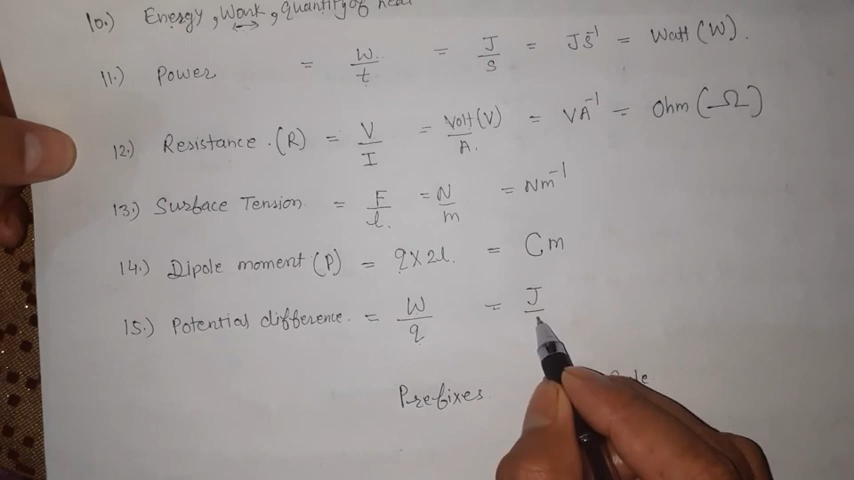 10.) Energy, Work, quantity of heat
11.) Power = W/t = J/s = Js⁻¹ = Watt (W).
12.) Resistance. (R) = V/I = Volt (V)/A. = VA⁻¹ = Ohm (Ω)
13.) Surface Tension = F/l. = N/m = Nm⁻¹
14.) Dipole moment (P) = q×2l. = Cm
15.) Potential difference. = W/q = J/
Prefixes